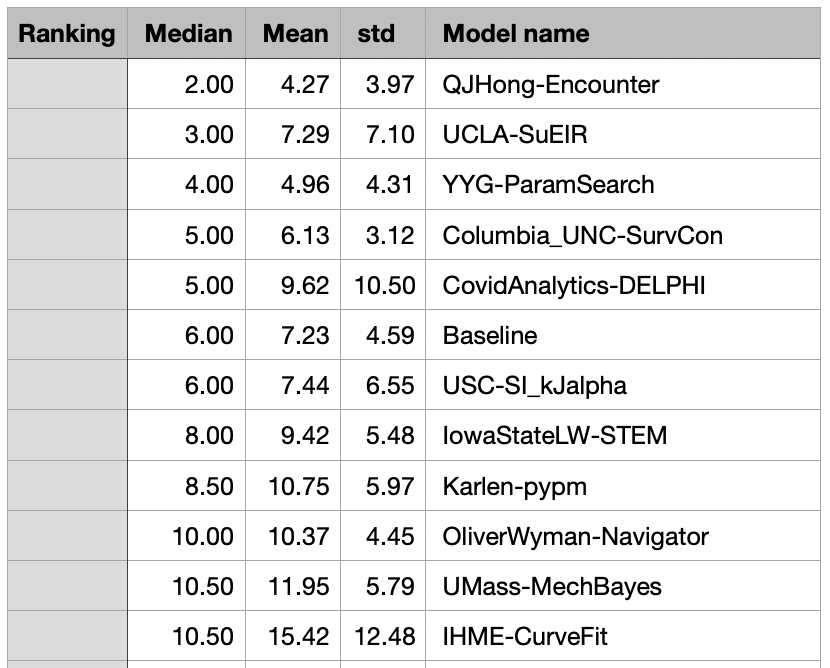 Ranking Median Mean std Model name
2.00 4.27 3.97 QJHong-Encounter
3.00 7.29 7.10 UCLA-SuEIR
4.00 4.96 4.31 YYG-ParamSearch
5.00 6.13 3.12 Columbia_UNC-SurvCon
5.00 9.62 10.50 CovidAnalytics-DELPHI
6.00 7.23 4.59 Baseline
6.00 7.44 6.55 USC-SI_kJalpha
8.00 9.42 5.48 IowaStateLW-STEM
8.50 10.75 5.97 Karlen-pypm
10.00 10.37 4.45 OliverWyman-Navigator
10.50 11.95 5.79 UMass-MechBayes
10.50 15.42 12.48 IHME-CurveFit